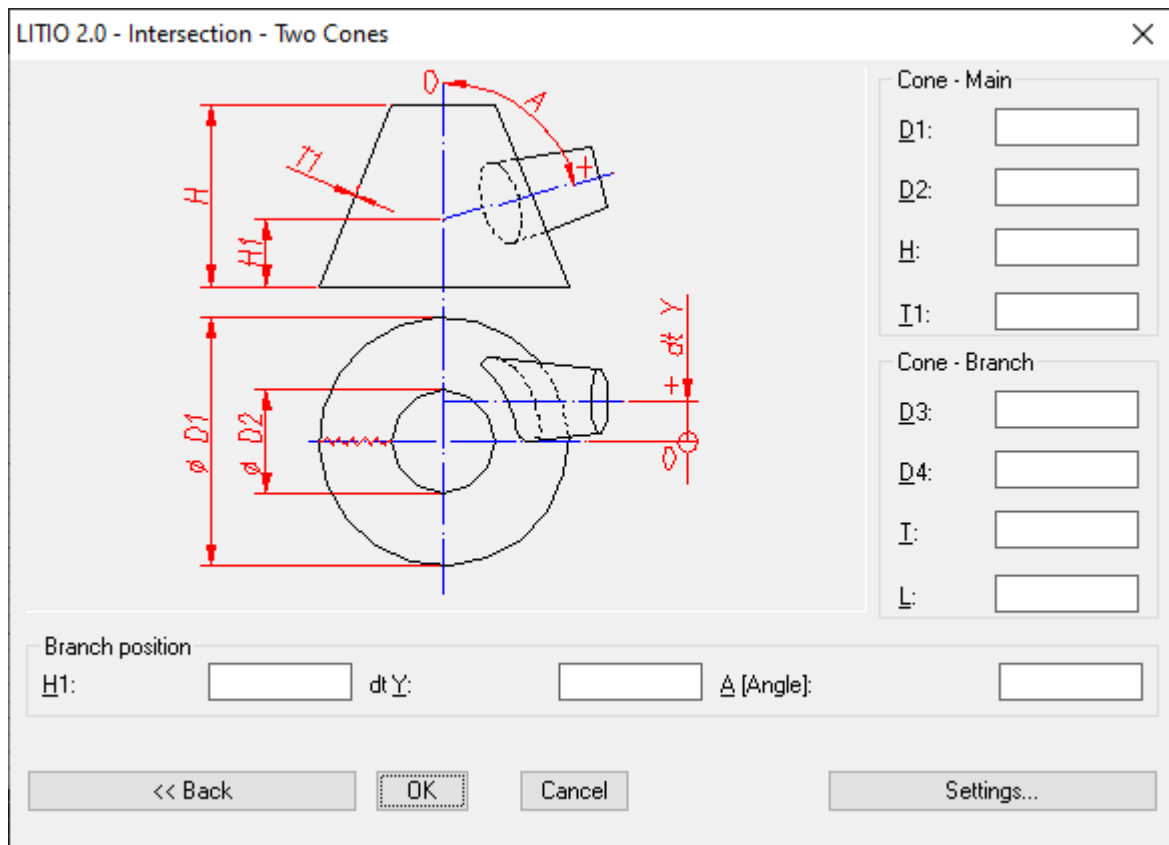 LITIO 2.0 - Intersection - Two Cones
0
A
+
T1
H
H1
+ dt Y
0
ø D1
ø D2
Cone - Main
D1:
D2:
H:
T1:
Cone - Branch
D3:
D4:
T:
L:
Branch position
H1: dt Y: A [Angle]:
<< Back OK Cancel Settings...